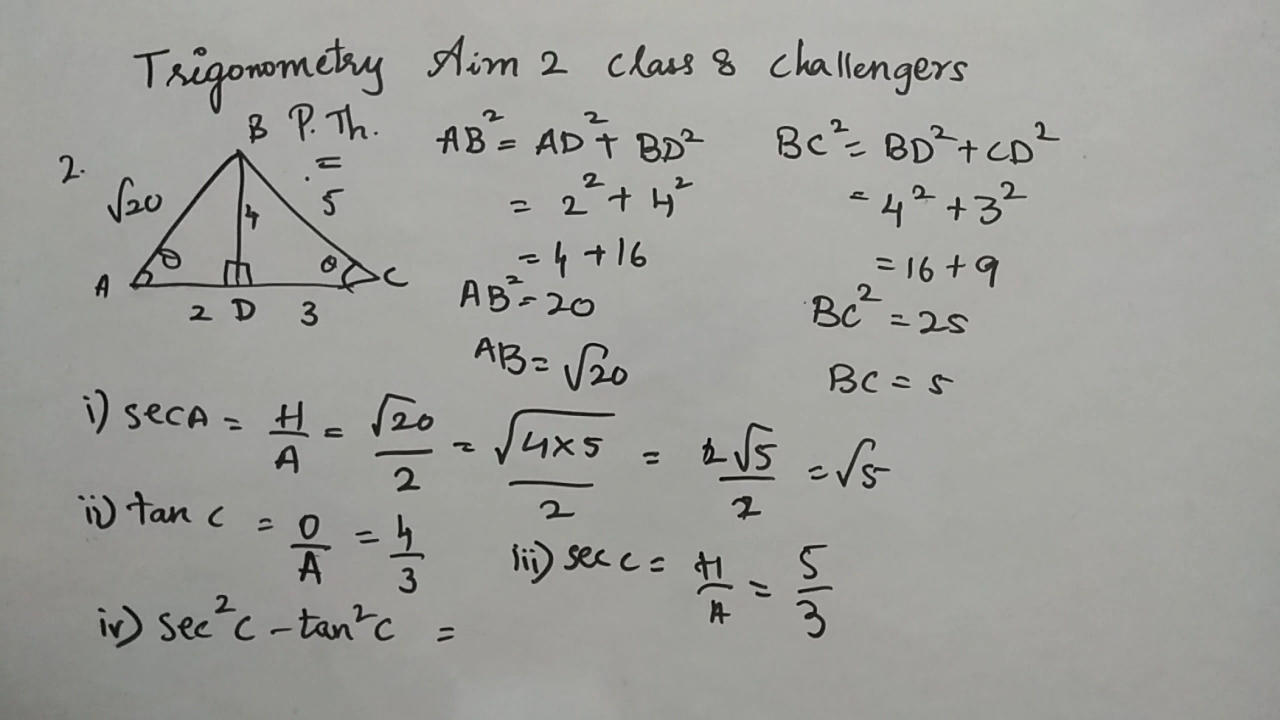 Trigonometry Aim 2 class 8 challengers
2.
B P. Th.
=
√20
4
5
θ
θ
A
C
2 D 3
AB² = AD² + BD²
= 2² + 4²
= 4 + 16
AB² = 20
AB = √20
BC² = BD² + CD²
= 4² + 3²
= 16 + 9
BC² = 25
BC = 5
i) sec A = H/A = √20/2 = √4×5/2 = 2√5/2 = √5
ii) tan C = O/A = 4/3
iii) sec C = H/A = 5/3
iv) sec²C - tan²C =